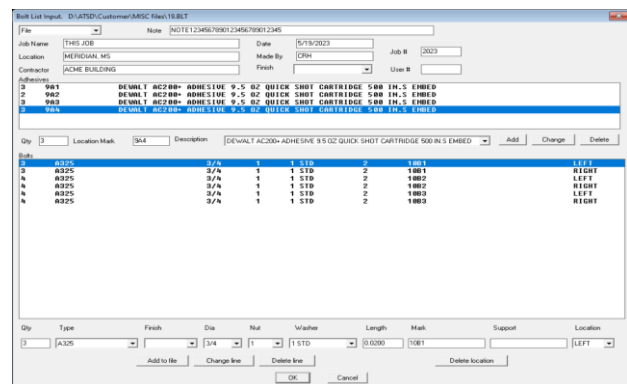 Bolt List Input. D:\ATSD\Customer\MISC files\18.BLT
File Note NOTE1234567890123456789012345
Job Name THIS JOB Date 5/19/2023 Job # 2023
Location MERIDIAN, MS Made By CRH
Contractor ACME BUILDING Finish User #
Adhesives
3 9A1 DEWALT AC200+ ADHESIVE 9.5 OZ QUICK SHOT CARTRIDGE 500 IN.S EMBED
2 9A2 DEWALT AC200+ ADHESIVE 9.5 OZ QUICK SHOT CARTRIDGE 500 IN.S EMBED
3 9A3 DEWALT AC200+ ADHESIVE 9.5 OZ QUICK SHOT CARTRIDGE 500 IN.S EMBED
3 9A4 DEWALT AC200+ ADHESIVE 9.5 OZ QUICK SHOT CARTRIDGE 500 IN.S EMBED
Qty 3 Location Mark 9A4 Description DEWALT AC200+ ADHESIVE 9.5 OZ QUICK SHOT CARTRIDGE 500 IN.S EMBED Add Change Delete
Bolts
3 A325 3/4 1 1 STD 2 10B1 LEFT
3 A325 3/4 1 1 STD 2 10B1 RIGHT
4 A325 3/4 1 1 STD 2 10B2 LEFT
4 A325 3/4 1 1 STD 2 10B2 RIGHT
4 A325 3/4 1 1 STD 2 10B3 LEFT
4 A325 3/4 1 1 STD 2 10B3 RIGHT
Qty Type Finish Dia Nut Washer Length Mark Support Location
3 A325 3/4 1 1 STD 0.0200 10B1 LEFT
Add to file Change line Delete line Delete location
OK Cancel